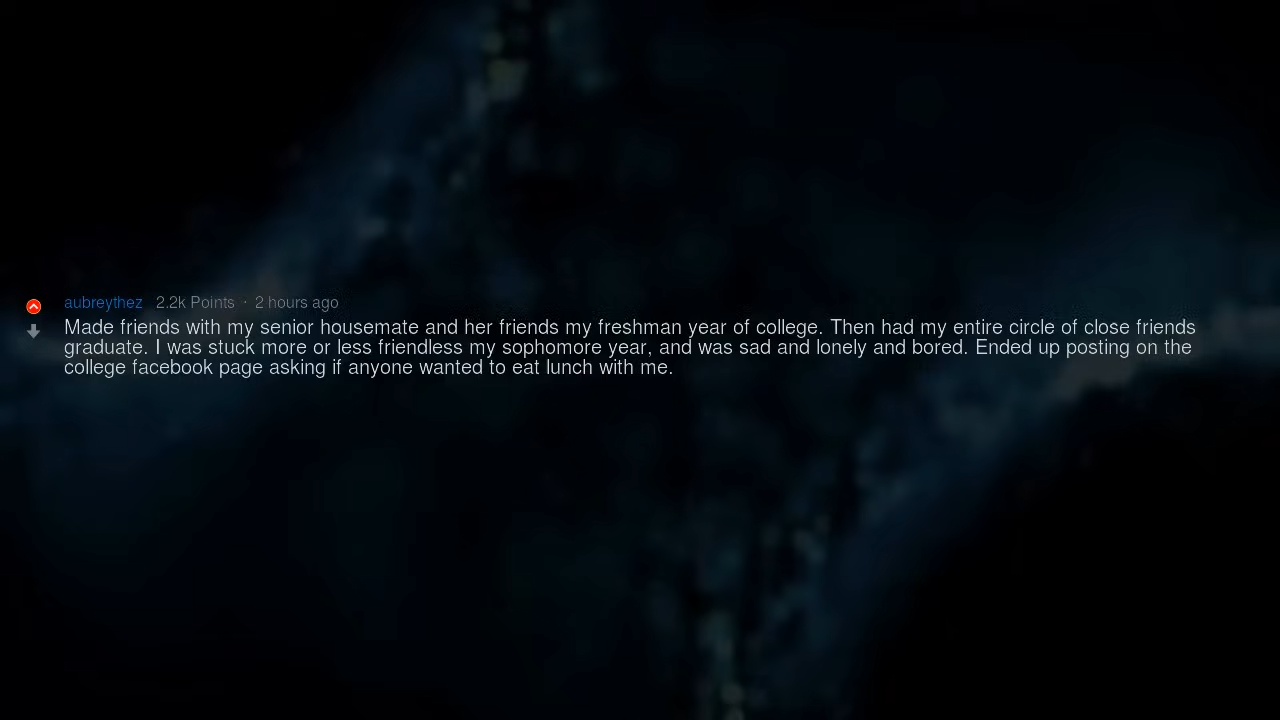 aubreythez 2.2k Points · 2 hours ago
Made friends with my senior housemate and her friends my freshman year of college. Then had my entire circle of close friends
graduate. I was stuck more or less friendless my sophomore year, and was sad and lonely and bored. Ended up posting on the
college facebook page asking if anyone wanted to eat lunch with me.